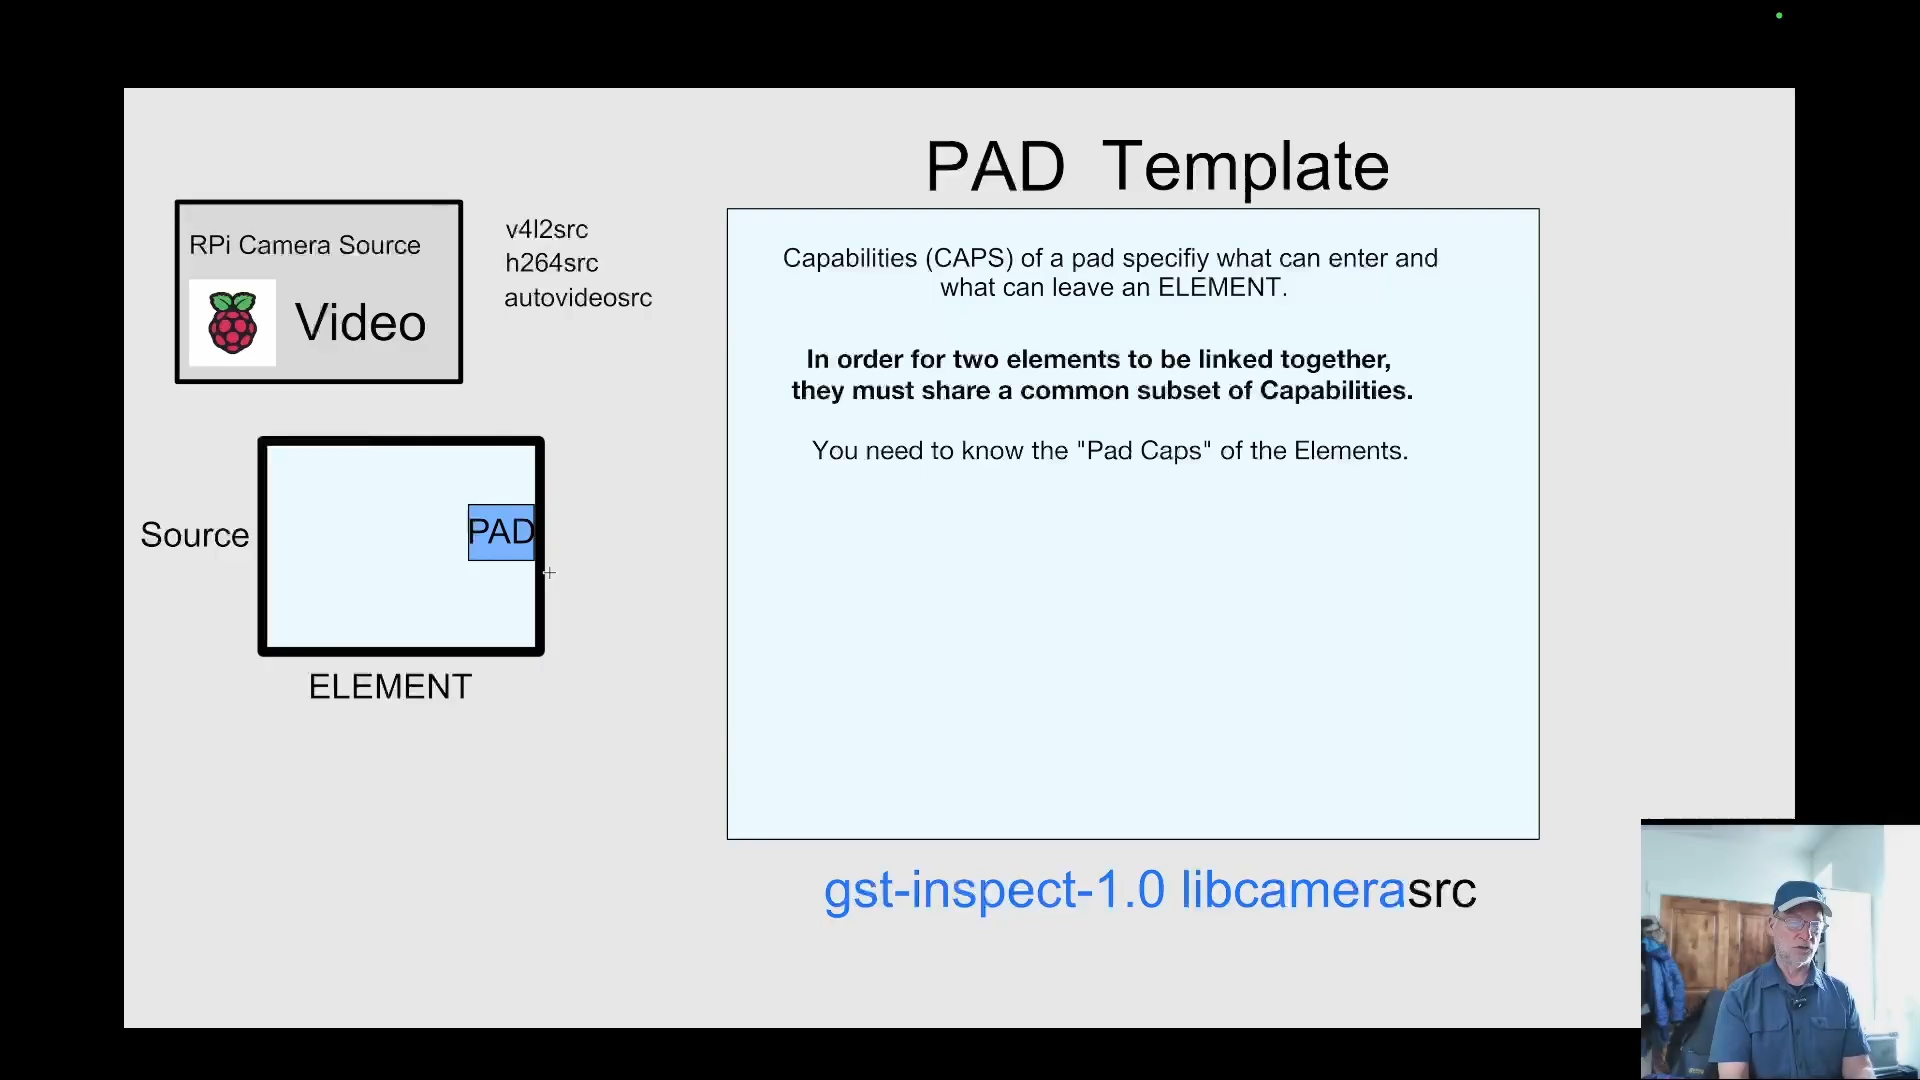 PAD Template
RPi Camera Source
Video
v4l2src
h264src
autovideosrc
Capabilities (CAPS) of a pad specifiy what can enter and
what can leave an ELEMENT.
In order for two elements to be linked together,
they must share a common subset of Capabilities.
You need to know the "Pad Caps" of the Elements.
Source
PAD
ELEMENT
gst-inspect-1.0 libcamerasrc